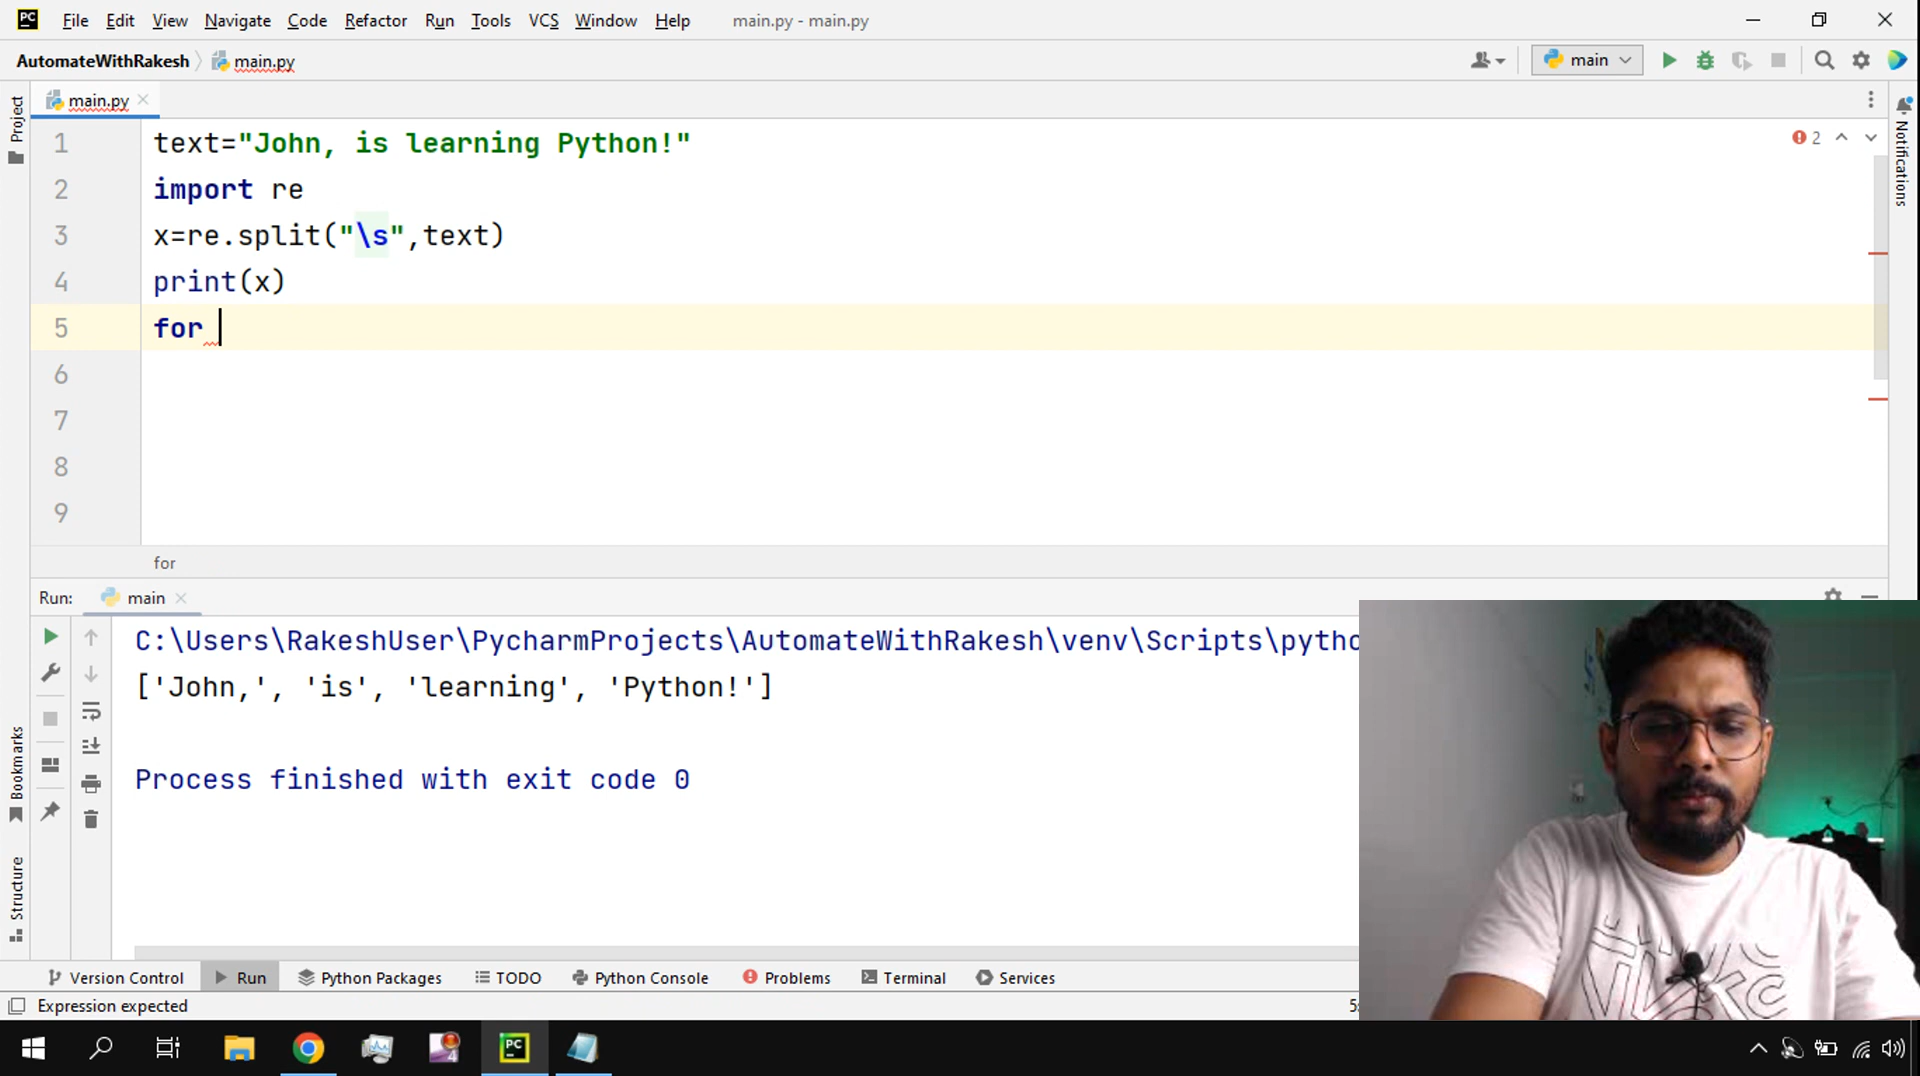 PC File Edit View Navigate Code Refactor Run Tools VCS Window Help main.py - main.py
AutomateWithRakesh main.py main
Project
main.py
Notifications
1 text="John, is learning Python!"
2
2 import re
3 x=re.split("\s",text)
4 print(x)
5 for
6
7
8
9
for
Run: main
C:\Users\RakeshUser\PycharmProjects\AutomateWithRakesh\venv\Scripts\pytho
['John,', 'is', 'learning', 'Python!']
Process finished with exit code 0
Bookmarks
Structure
Version Control Run Python Packages TODO Python Console Problems Terminal Services
Expression expected
4
PC